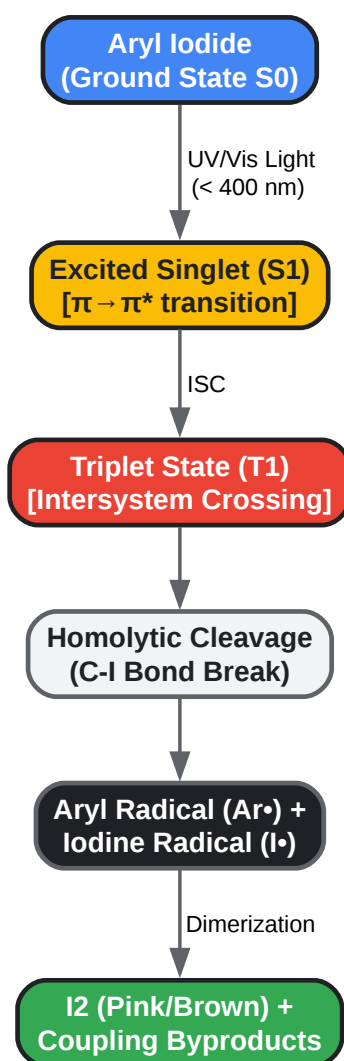 Aryl Iodide
(Ground State S0)
UV/Vis Light
(< 400 nm)
Excited Singlet (S1)
[π→π* transition]
ISC
Triplet State (T1)
[Intersystem Crossing]
Homolytic Cleavage
(C-I Bond Break)
Aryl Radical (Ar•) +
Iodine Radical (I•)
Dimerization
I2 (Pink/Brown) +
Coupling Byproducts